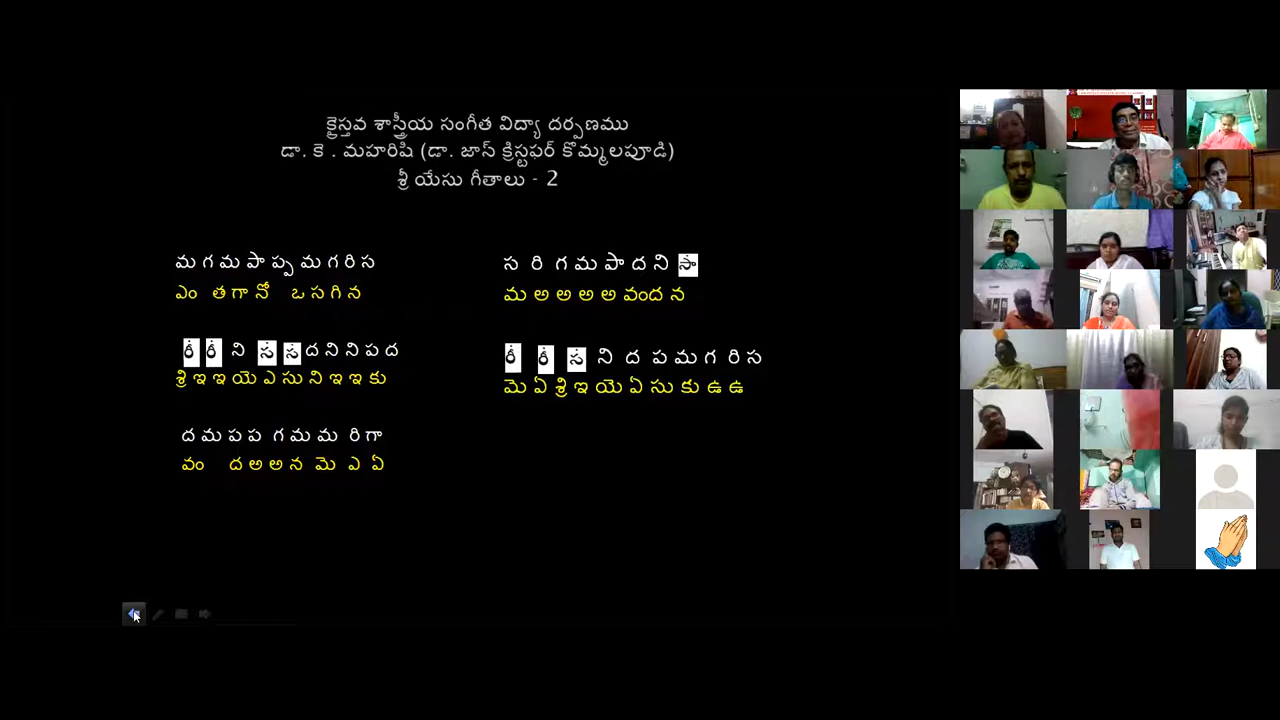 క్రైస్తవ శాస్త్రీయ సంగీత విద్యా దర్పణము
డా. కె . మహరిషి (డా. జాస్ క్రిస్టఫర్ కొమ్మలపూడి)
శ్రీ యేసు గీతాలు - 2
మ గ మ పా ప్ప మ గ రి స
ఎం త గా నో ఒ స గి న
రీ రీ ని స స ద ని ని ప ద
శ్రి ఇ ఇ యె ఎ సు ని ఇ ఇ కు
ద మ ప ప గ మ మ రి గా
వం ద అ అ న మె ఎ ఏ
స రి గ మ పా ద ని సా
మ అ అ అ అ వం ద న
రీ రీ స ని ద ప మ గ రి స
మె ఏ శ్రి ఇ యె ఏ సు కు ఉ ఉ